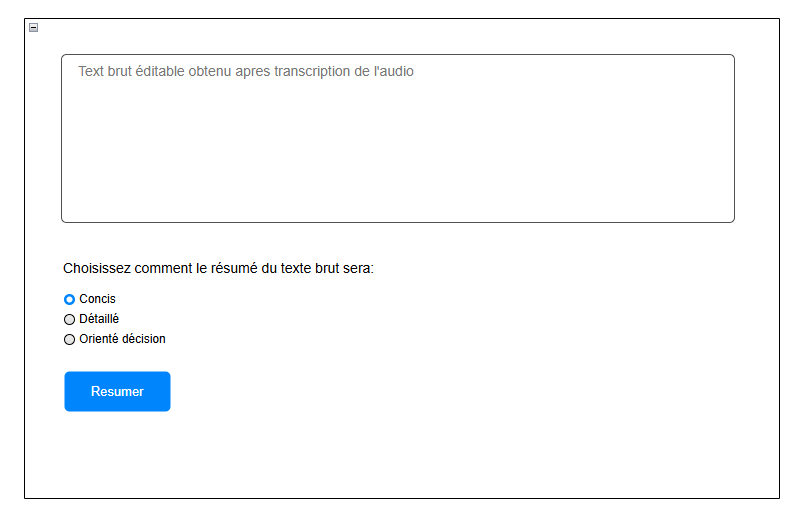 Text brut éditable obtenu apres transcription de l'audio
Choisissez comment le résumé du texte brut sera:
Concis
Détaillé
Orienté décision
Resumer